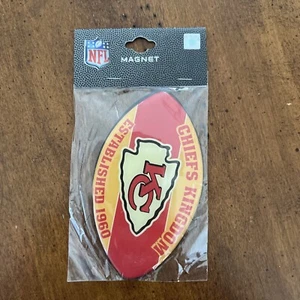 NFL
MAGNET
CHIEFS KINGDOM
KC
ESTABLISHED 1960